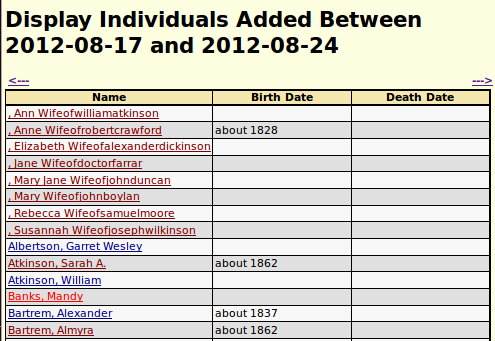 Display Individuals Added Between
2012-08-17 and 2012-08-24
<--- --->
Name Birth Date Death Date
, Ann Wifeofwilliamatkinson
, Anne Wifeofrobertcrawford about 1828
, Elizabeth Wifeofalexanderdickinson
, Jane Wifeofdoctorfarrar
, Mary Jane Wifeofjohnduncan
, Mary Wifeofjohnboylan
, Rebecca Wifeofsamuelmoore
, Susannah Wifeofjosephwilkinson
Albertson, Garret Wesley
Atkinson, Sarah A. about 1862
Atkinson, William
Banks, Mandy
Bartrem, Alexander about 1837
Bartrem, Almyra about 1862